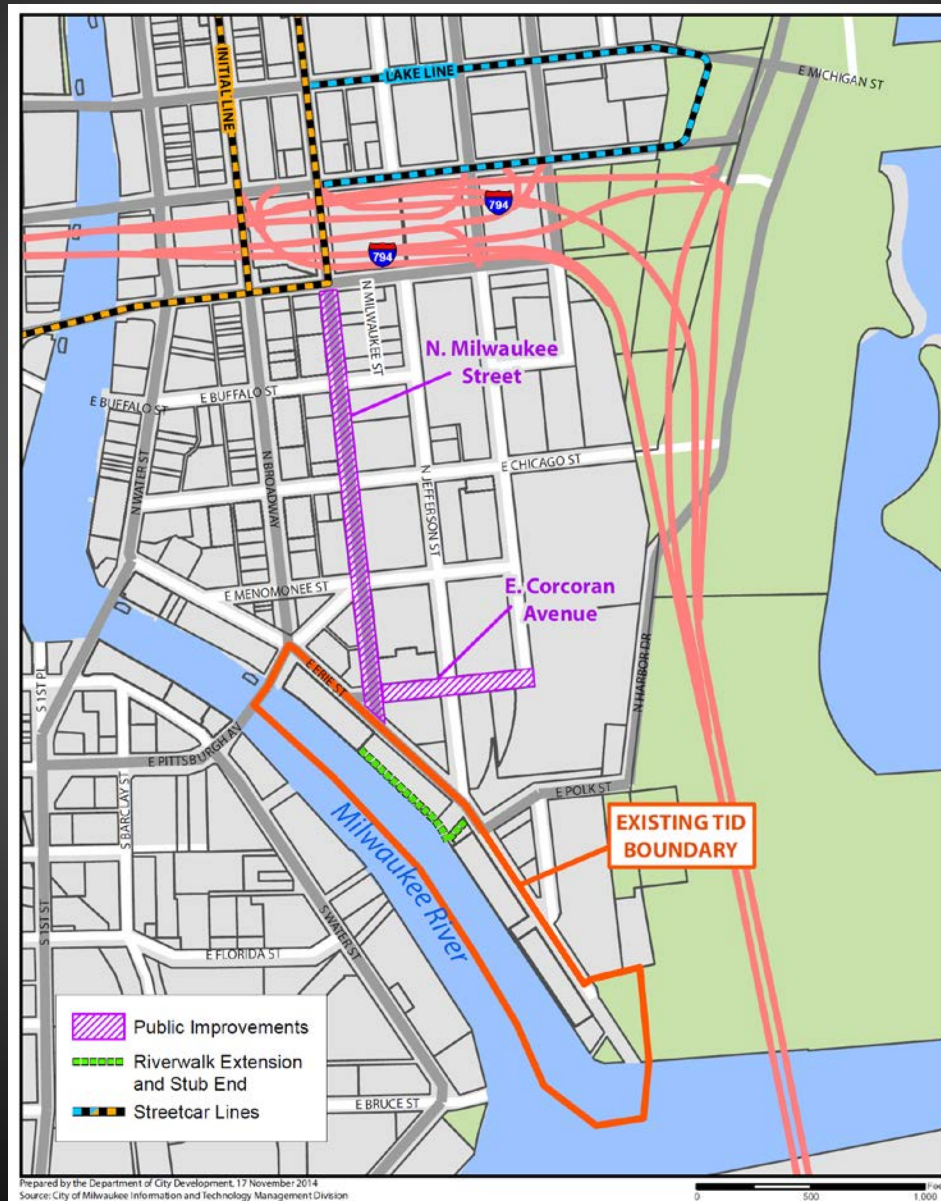 INITIAL LINE
LAKE LINE
E MICHIGAN ST
794
794
N MILWAUKEE ST
N. Milwaukee
Street
E BUFFALO ST
E BUFFALO ST
N WATER ST
N BROADWAY
E CHICAGO ST
N JEFFERSON ST
E MENOMONEE ST
E. Corcoran
Avenue
E ERIE ST
N HARBOR DR
S 1ST PL
E PITTSBURGH AV
S BARCLAY ST
E POLK ST
EXISTING TID
BOUNDARY
Milwaukee River
S 1ST ST
S WATER ST
E FLORIDA ST
Public Improvements
Riverwalk Extension
and Stub End
Streetcar Lines
E BRUCE ST
Prepared by the Department of City Development, 17 November 2014
Source: City of Milwaukee Information and Technology Management Division
0 500 1,000